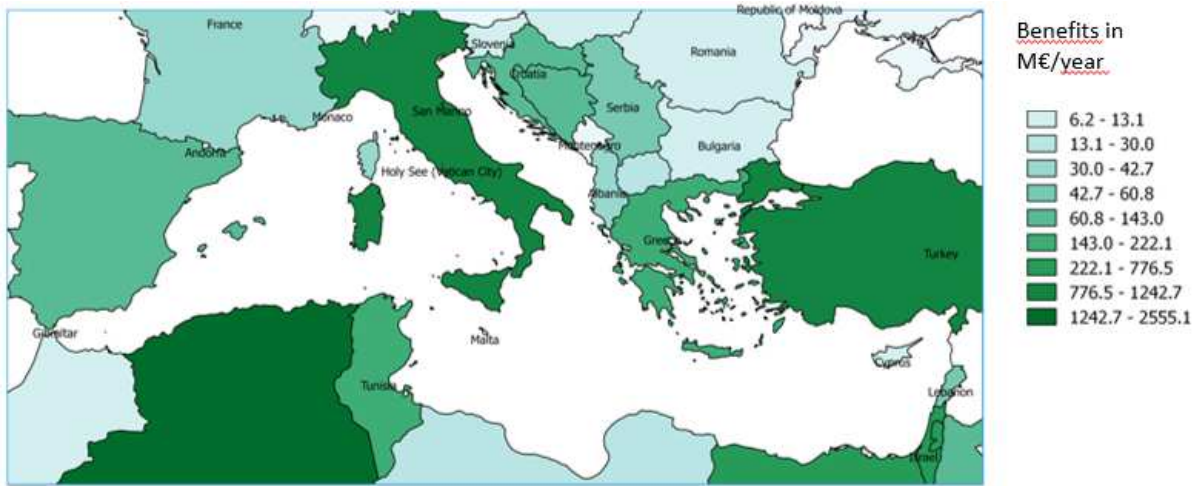 Republic of Moldova
France
Slovenia
Romania
Croatia
Serbia
Monaco
San Marino
Andorra
Montenegro
Bulgaria
Holy See (Vatican City)
Albania
Greece
Turkey
Gibraltar
Malta
Cyprus
Tunisia
Lebanon
Israel
Benefits in
M€/year
6.2 - 13.1
13.1 - 30.0
30.0 - 42.7
42.7 - 60.8
60.8 - 143.0
143.0 - 222.1
222.1 - 776.5
776.5 - 1242.7
1242.7 - 2555.1